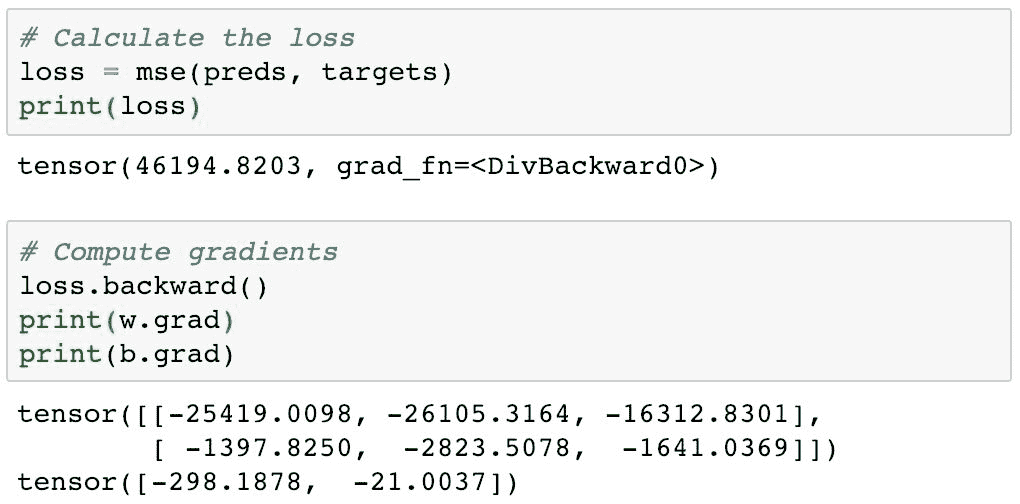 # Calculate the loss
loss = mse(preds, targets)
print(loss)
tensor(46194.8203, grad_fn=<DivBackward0>)
# Compute gradients
loss.backward()
print(w.grad)
print(b.grad)
tensor([[-25419.0098, -26105.3164, -16312.8301],
        [ -1397.8250,  -2823.5078,  -1641.0369]])
tensor([-298.1878,  -21.0037])